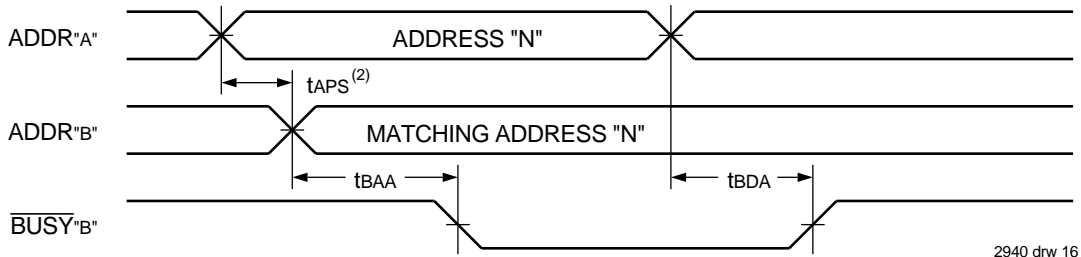 ADDR"A" ADDRESS "N"
tAPS(2)
ADDR"B" MATCHING ADDRESS "N"
tBAA tBDA
BUSY"B"
2940 drw 16